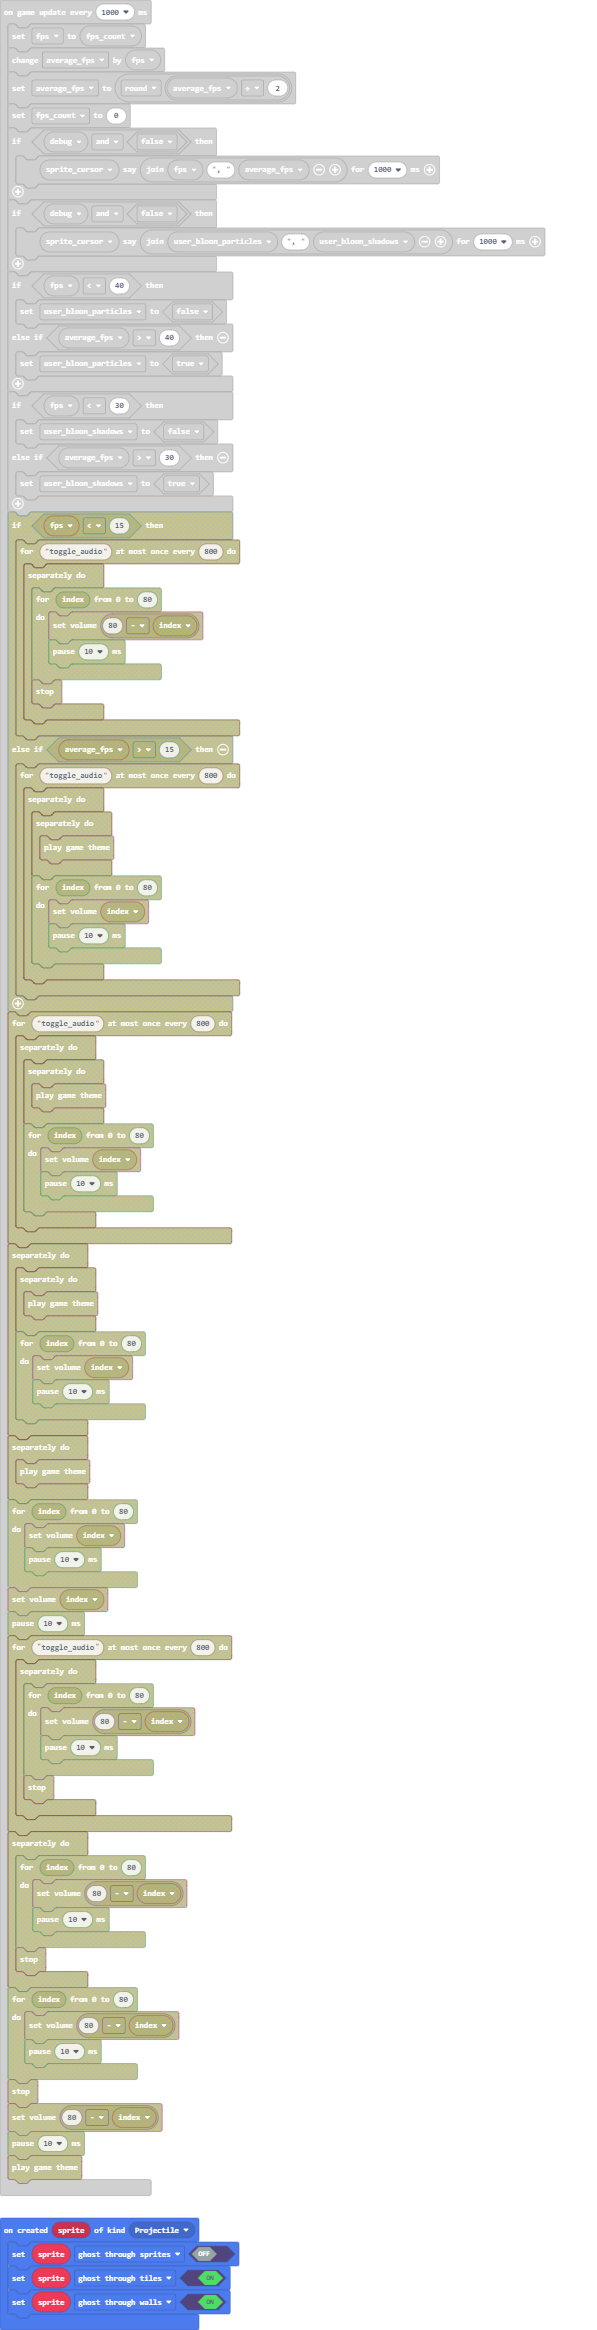 on game update every 1000 ms
set fps to fps_count
change average_fps by fps
set average_fps to round average_fps ÷ 2
set fps_count to 0
if debug and false then
sprite_cursor say join fps ", " average_fps for 1000 ms
if debug and false then
sprite_cursor say join user_bloon_particles ", " user_bloon_shadows for 1000 ms
if fps < 40 then
set user_bloon_particles to false
else if average_fps > 40 then
set user_bloon_particles to true
if fps < 30 then
set user_bloon_shadows to false
else if average_fps > 30 then
set user_bloon_shadows to true
if fps < 15 then
for "toggle_audio" at most once every 800 do
separately do
for index from 0 to 80
do
set volume 80 - index
pause 10 ms
stop
else if average_fps > 15 then
for "toggle_audio" at most once every 800 do
separately do
separately do
play game theme
for index from 0 to 80
do
set volume index
pause 10 ms
for "toggle_audio" at most once every 800 do
separately do
separately do
play game theme
for index from 0 to 80
do
set volume index
pause 10 ms
separately do
separately do
play game theme
for index from 0 to 80
do
set volume index
pause 10 ms
separately do
play game theme
for index from 0 to 80
do
set volume index
pause 10 ms
set volume index
pause 10 ms
for "toggle_audio" at most once every 800 do
separately do
for index from 0 to 80
do
set volume 80 - index
pause 10 ms
stop
separately do
for index from 0 to 80
do
set volume 80 - index
pause 10 ms
stop
for index from 0 to 80
do
set volume 80 - index
pause 10 ms
stop
set volume 80 - index
pause 10 ms
play game theme
on created sprite of kind Projectile
set sprite ghost through sprites OFF
set sprite ghost through tiles ON
set sprite ghost through walls ON